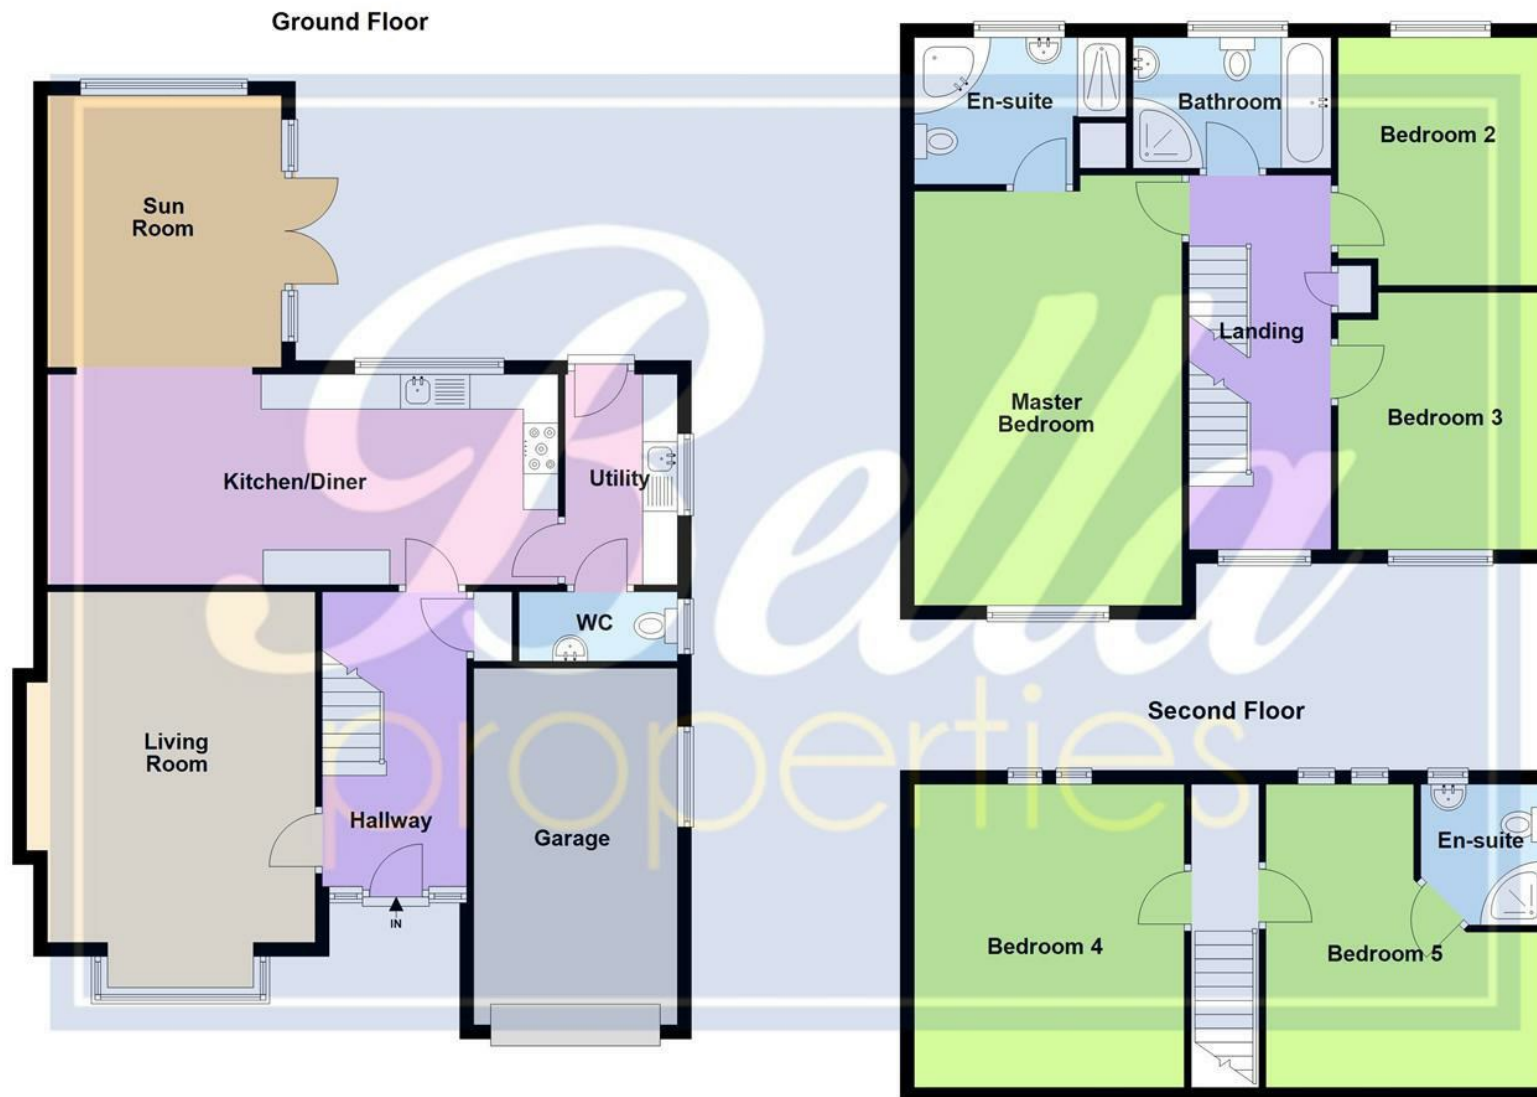 Ground Floor
Sun
Room
Kitchen/Diner
Utility
WC
Living
Room
Hallway
Garage
IN
En-suite
Bathroom
Bedroom 2
Landing
Master
Bedroom
Bedroom 3
Second Floor
Bedroom 4
Bedroom 5
En-suite
Bella
properties